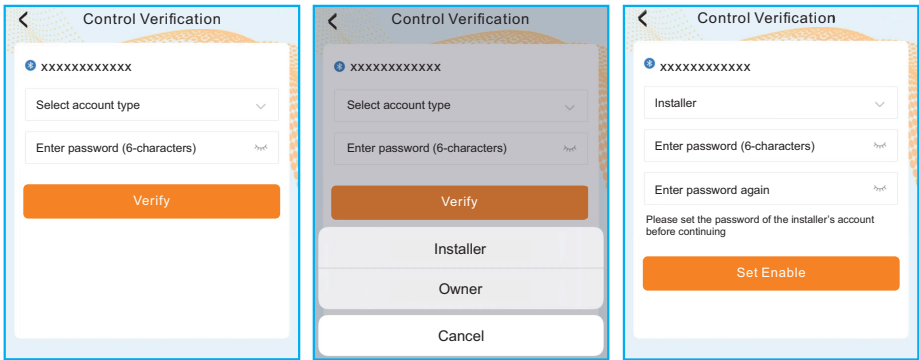 Control Verification
xxxxxxxxxxxx
Select account type
Enter password (6-characters)
Verify
Control Verification
xxxxxxxxxxxx
Select account type
Enter password (6-characters)
Verify
Installer
Owner
Cancel
Control Verification
xxxxxxxxxxxx
Installer
Enter password (6-characters)
Enter password again
Please set the password of the installer's account
before continuing
Set Enable